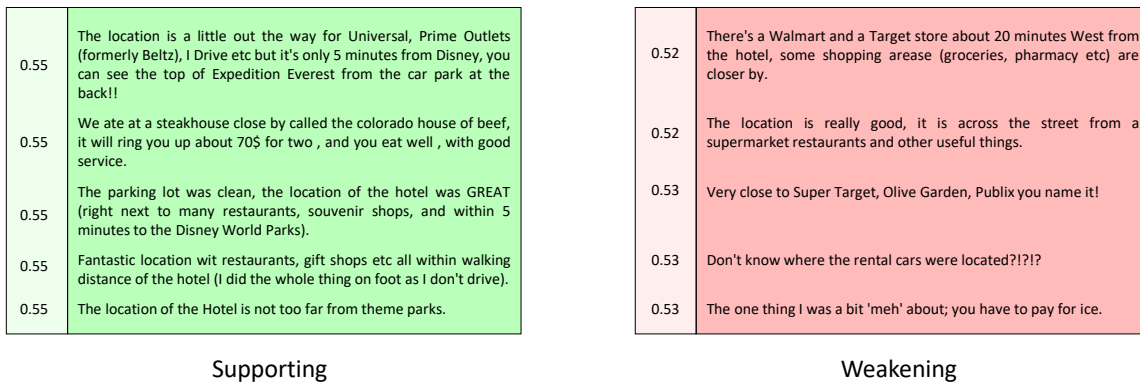 0.55
The location is a little out the way for Universal, Prime Outlets
(formerly Beltz), I Drive etc but it's only 5 minutes from Disney, you
can see the top of Expedition Everest from the car park at the
back!!
0.55
We ate at a steakhouse close by called the colorado house of beef,
it will ring you up about 70$ for two , and you eat well , with good
service.
0.55
The parking lot was clean, the location of the hotel was GREAT
(right next to many restaurants, souvenir shops, and within 5
minutes to the Disney World Parks).
0.55
Fantastic location wit restaurants, gift shops etc all within walking
distance of the hotel (I did the whole thing on foot as I don't drive).
0.55
The location of the Hotel is not too far from theme parks.
Supporting
0.52
There's a Walmart and a Target store about 20 minutes West from
the hotel, some shopping arease (groceries, pharmacy etc) are
closer by.
0.52
The location is really good, it is across the street from a
supermarket restaurants and other useful things.
0.53
Very close to Super Target, Olive Garden, Publix you name it!
0.53
Don't know where the rental cars were located?!?!?
0.53
The one thing I was a bit 'meh' about; you have to pay for ice.
Weakening